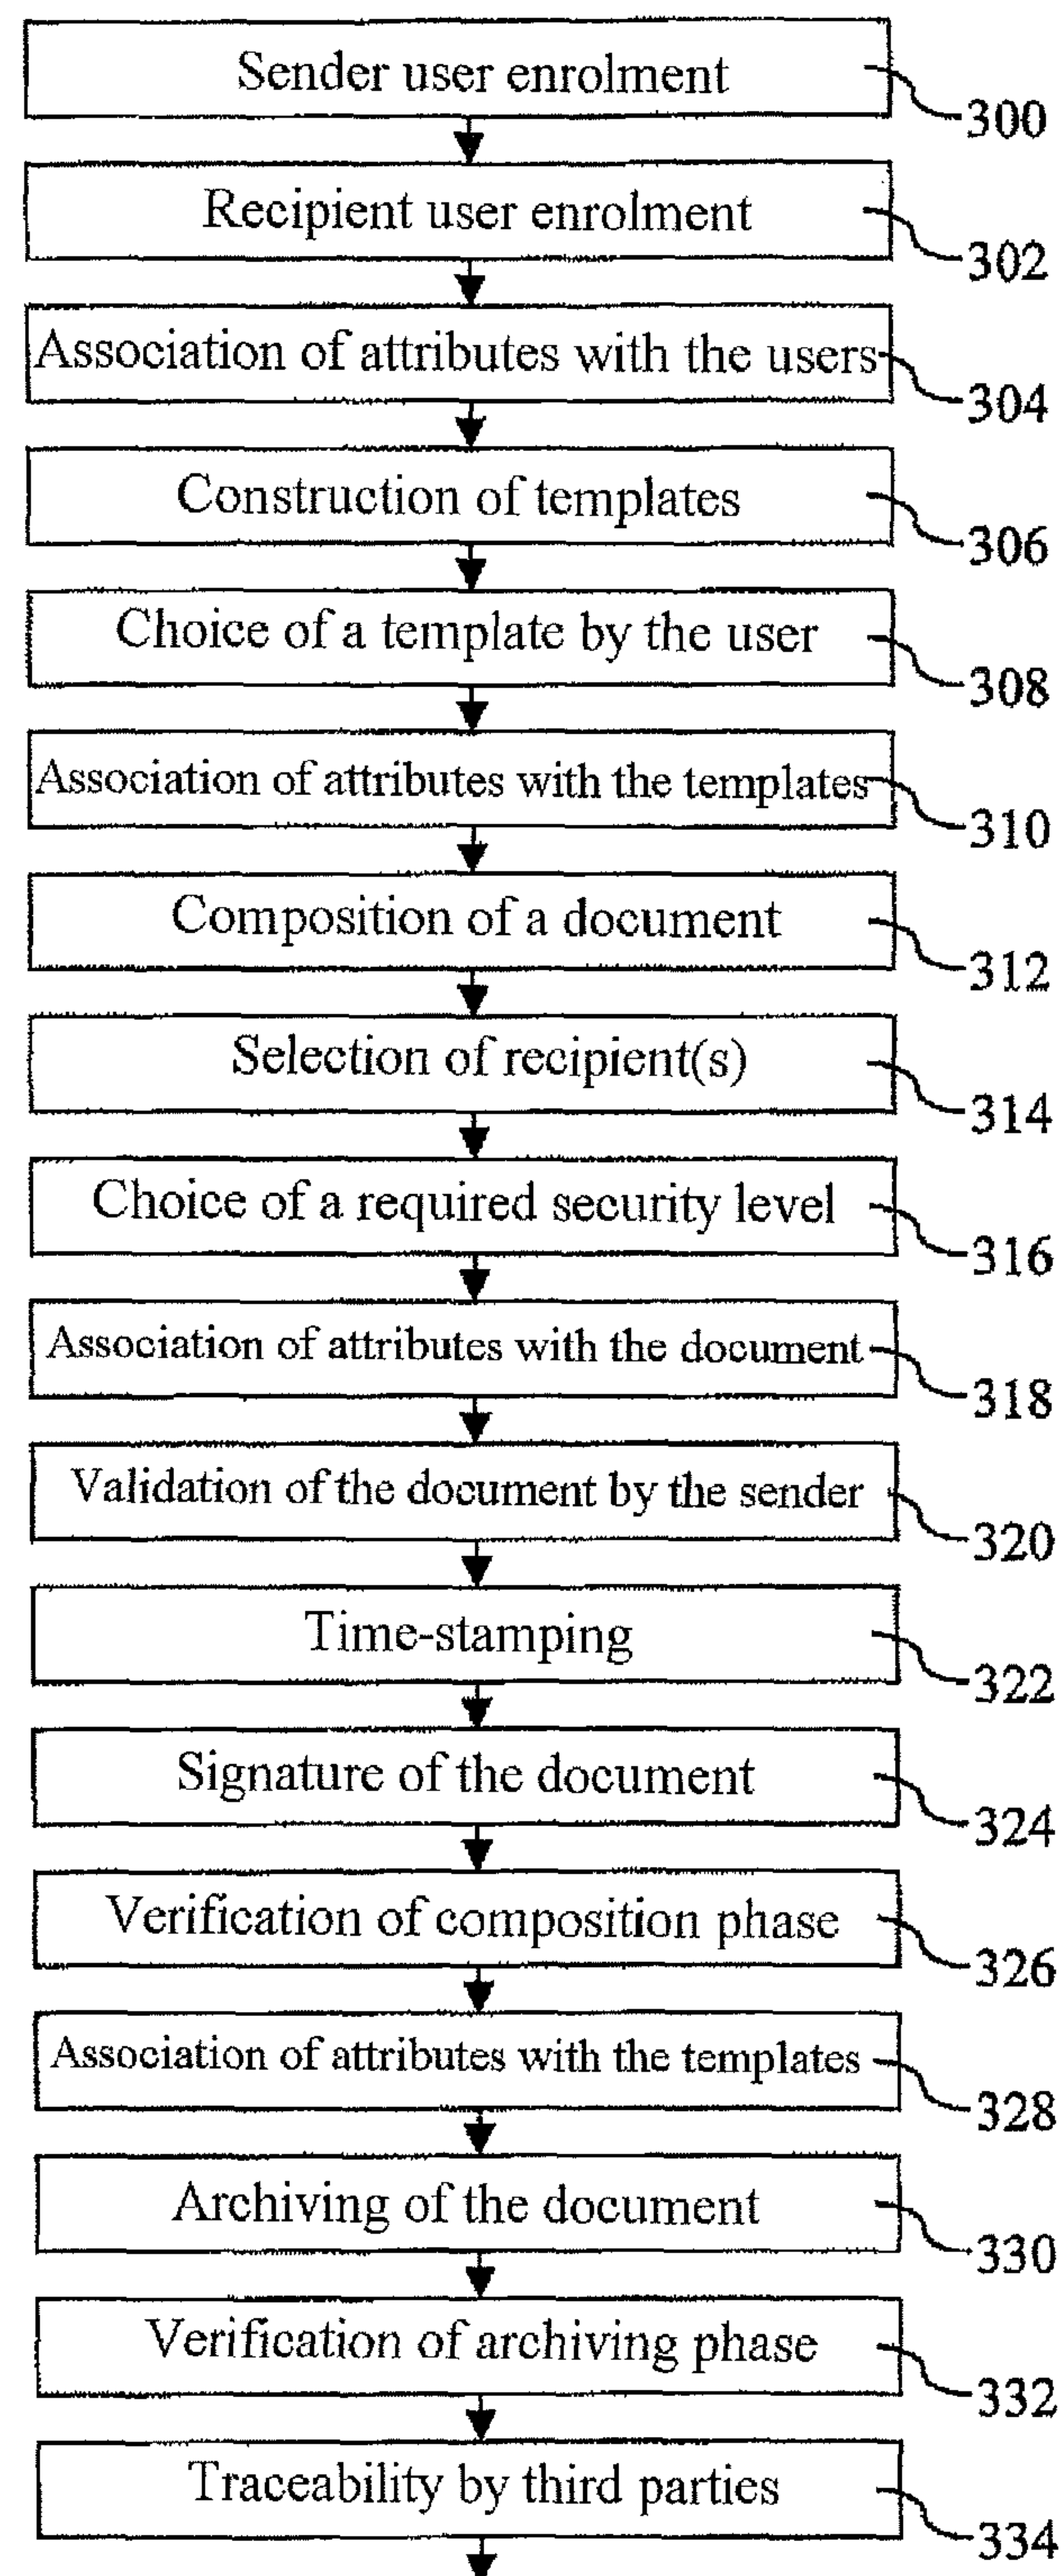 Sender user enrolment
300
Recipient user enrolment
302
Association of attributes with the users
304
Construction of templates
306
Choice of a template by the user
308
Association of attributes with the templates
310
Composition of a document
312
Selection of recipient(s)
314
Choice of a required security level
316
Association of attributes with the document
318
Validation of the document by the sender
320
Time-stamping
322
Signature of the document
324
Verification of composition phase
326
Association of attributes with the templates
328
Archiving of the document
330
Verification of archiving phase
332
Traceability by third parties
334